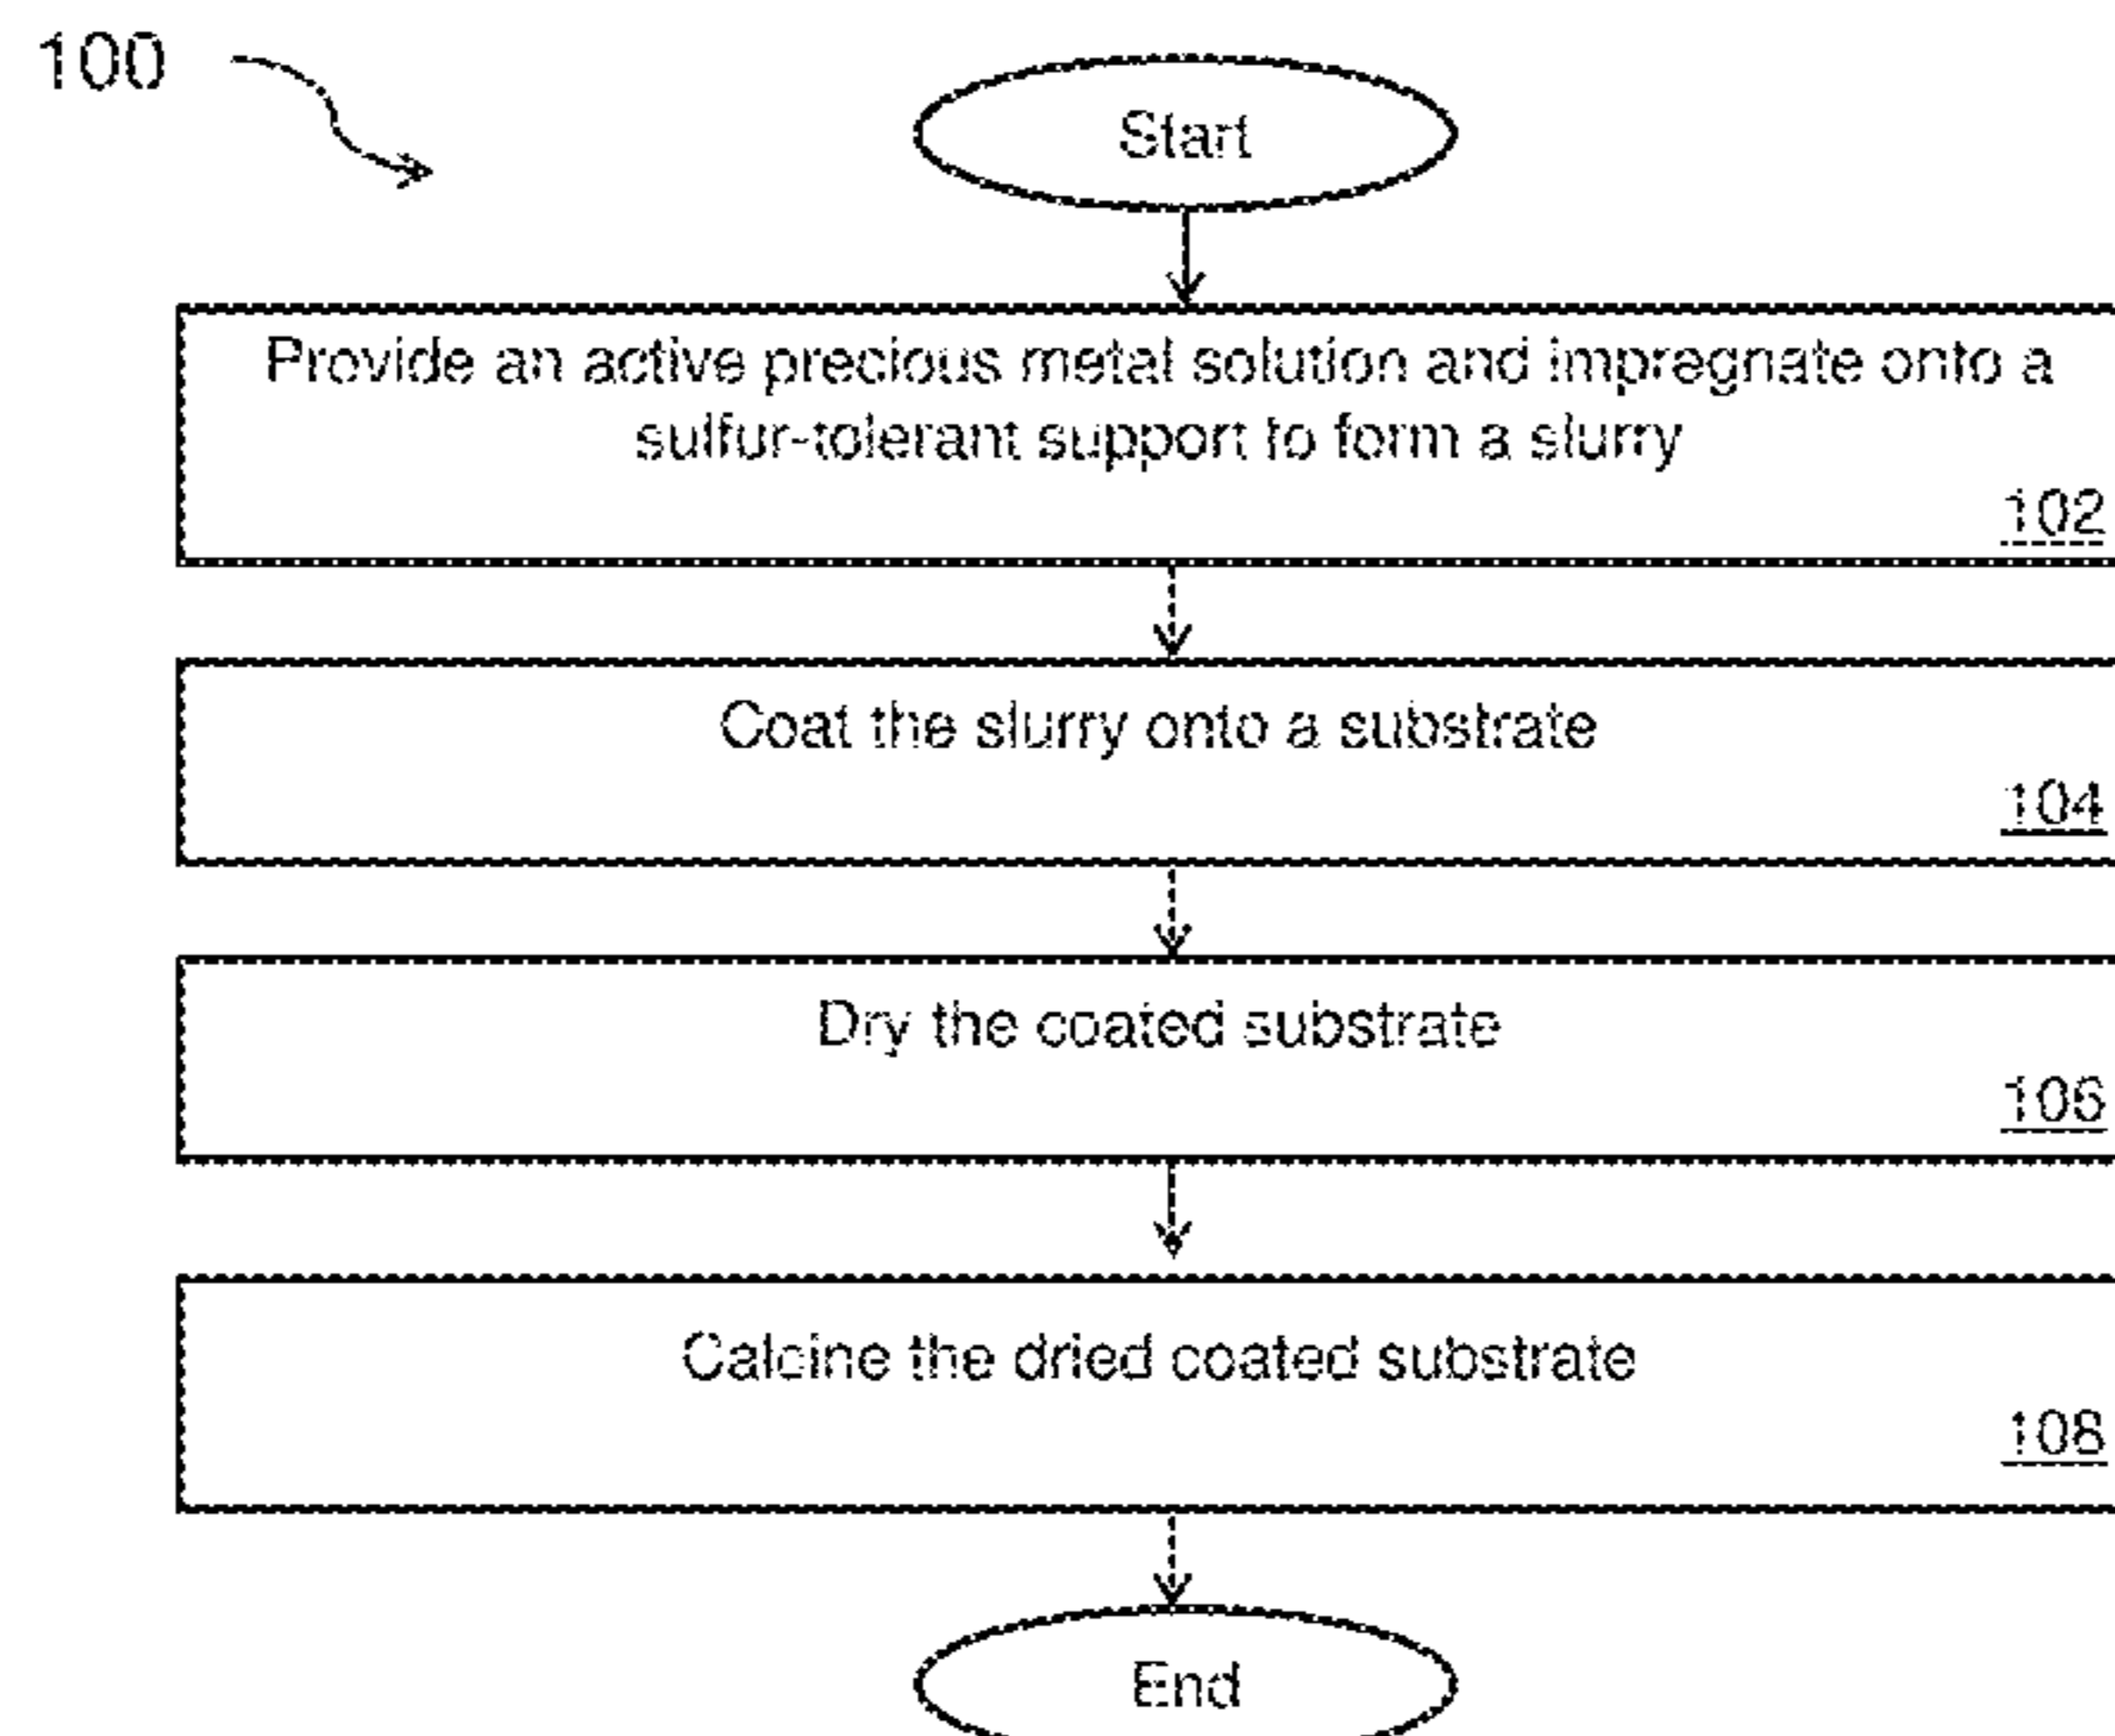 100
Start
Provide an active precious metal solution and impregnate onto a
sulfur-tolerant support to form a slurry
102
Coat the slurry onto a substrate
104
Dry the coated substrate
106
Calcine the dried coated substrate
108
End